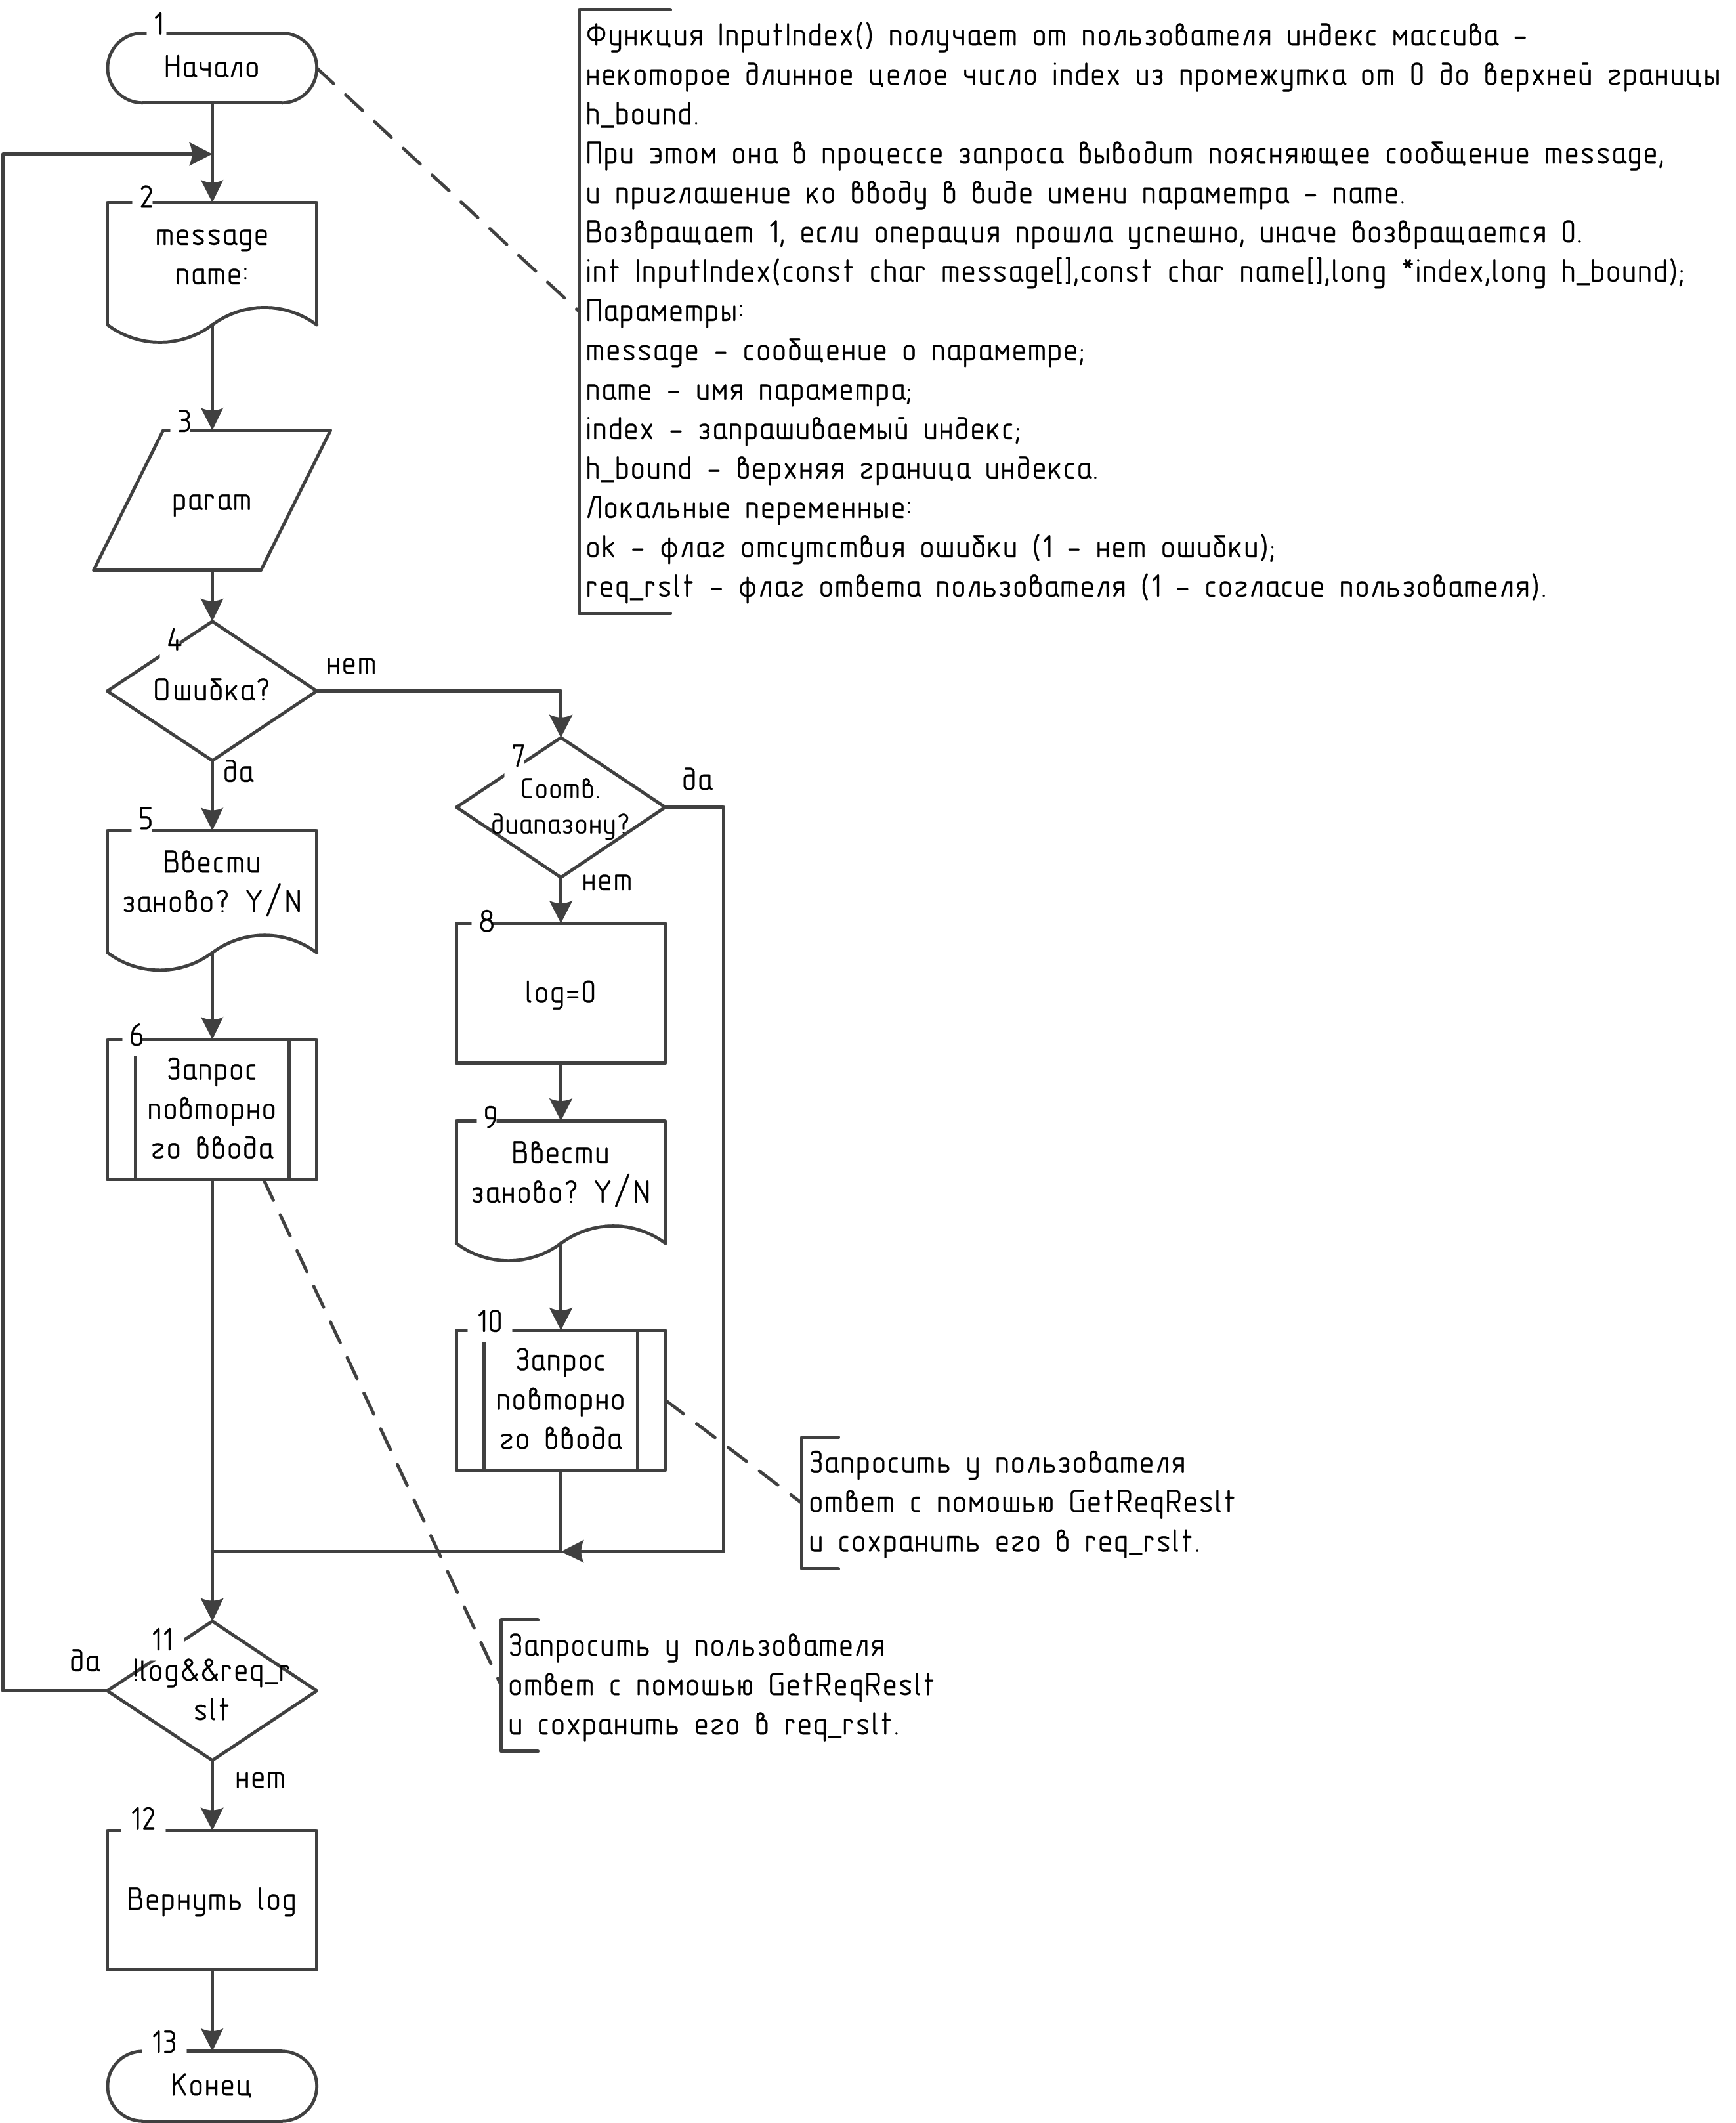 1
Начало
Функция InputIndex() получает от пользователя индекс массива –
некоторое длинное целое число index из промежутка от 0 до верхней границы
h_bound.
При этом она в процессе запроса выводит поясняющее сообщение message,
и приглашение ко вводу в виде имени параметра – name.
Возвращает 1, если операция прошла успешно, иначе возвращается 0.
int InputIndex(const char message[],const char name[],long *index,long h_bound);
Параметры:
message – сообщение о параметре;
name – имя параметра;
index – запрашиваемый индекс;
h_bound – верхняя граница индекса.
Локальные переменные:
ok – флаг отсутствия ошибки (1 – нет ошибки);
req_rslt – флаг ответа пользователя (1 – согласие пользователя).
2
message
name:
3
param
4
Ошибка?
нет
да
7
Соотв.
диапазону?
да
нет
5
Ввести
заново? Y/N
8
log=0
6
Запрос
повторно
го ввода
9
Ввести
заново? Y/N
10
Запрос
повторно
го ввода
Запросить у пользователя
ответ с помошью GetReqReslt
и сохранить его в req_rslt.
Запросить у пользователя
ответ с помошью GetReqReslt
и сохранить его в req_rslt.
11
да
!log&&req_r
slt
нет
12
Вернуть log
13
Конец